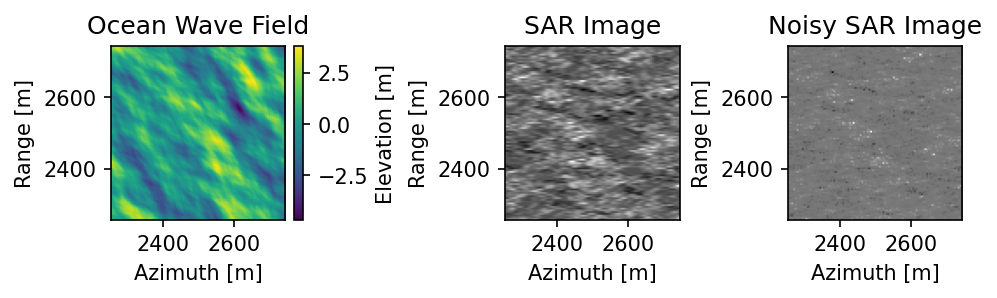 Ocean Wave Field
Range [m]
2600
2400
2400 2600
Azimuth [m]
2.5
0.0
−2.5
Elevation [m]
SAR Image
Range [m]
2600
2400
2400 2600
Azimuth [m]
Noisy SAR Image
Range [m]
2600
2400
2400 2600
Azimuth [m]